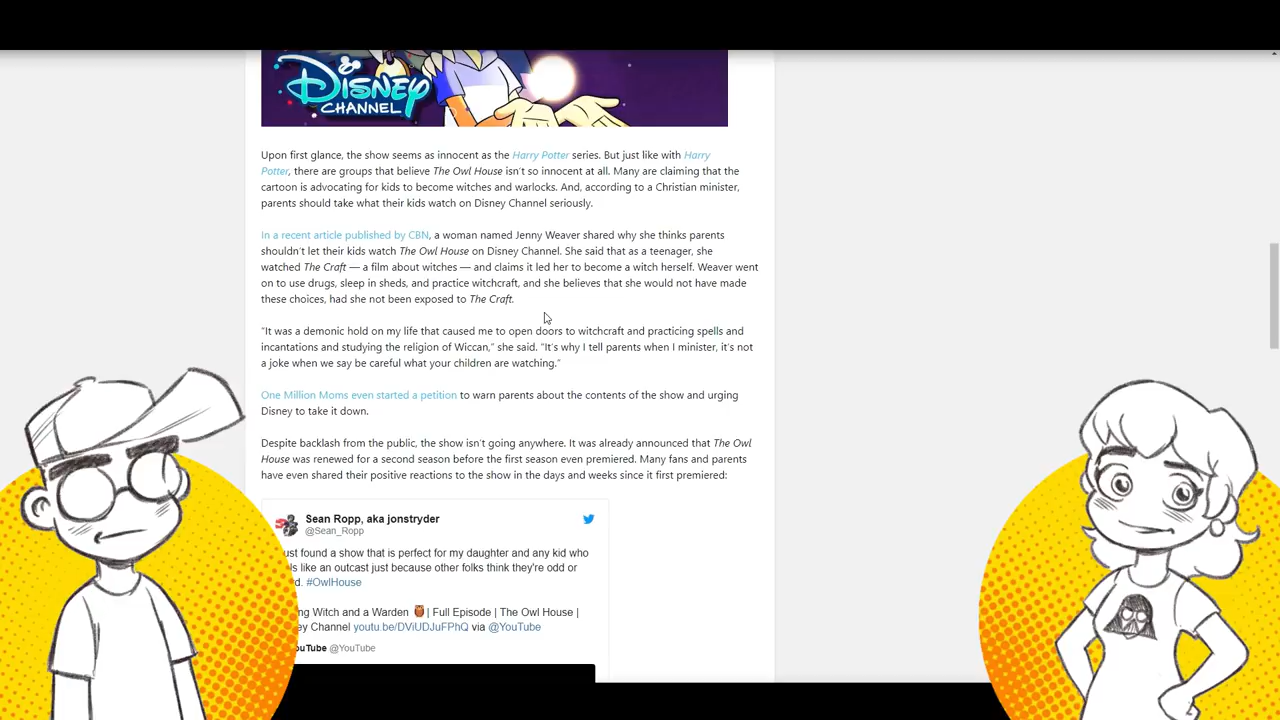 DISNEY
CHANNEL
Upon first glance, the show seems as innocent as the Harry Potter series. But just like with Harry
Potter, there are groups that believe The Owl House isn't so innocent at all. Many are claiming that the
cartoon is advocating for kids to become witches and warlocks. And, according to a Christian minister,
parents should take what their kids watch on Disney Channel seriously.
In a recent article published by CBN, a woman named Jenny Weaver shared why she thinks parents
shouldn't let their kids watch The Owl House on Disney Channel. She said that as a teenager, she
watched The Craft — a film about witches — and claims it led her to become a witch herself. Weaver went
on to use drugs, sleep in sheds, and practice witchcraft, and she believes that she would not have made
these choices, had she not been exposed to The Craft.
"It was a demonic hold on my life that caused me to open doors to witchcraft and practicing spells and
incantations and studying the religion of Wiccan," she said. "It's why I tell parents when I minister, it's not
a joke when we say be careful what your children are watching."
One Million Moms even started a petition to warn parents about the contents of the show and urging
Disney to take it down.
Despite backlash from the public, the show isn't going anywhere. It was already announced that The Owl
House was renewed for a second season before the first season even premiered. Many fans and parents
have even shared their positive reactions to the show in the days and weeks since it first premiered:
Sean Ropp, aka jonstryder
@Sean_Ropp
ust found a show that is perfect for my daughter and any kid who
ls like an outcast just because other folks think they're odd or
d. #OwlHouse
ng Witch and a Warden 🦉 | Full Episode | The Owl House |
ey Channel youtu.be/DViUDJuFPhQ via @YouTube
ouTube @YouTube